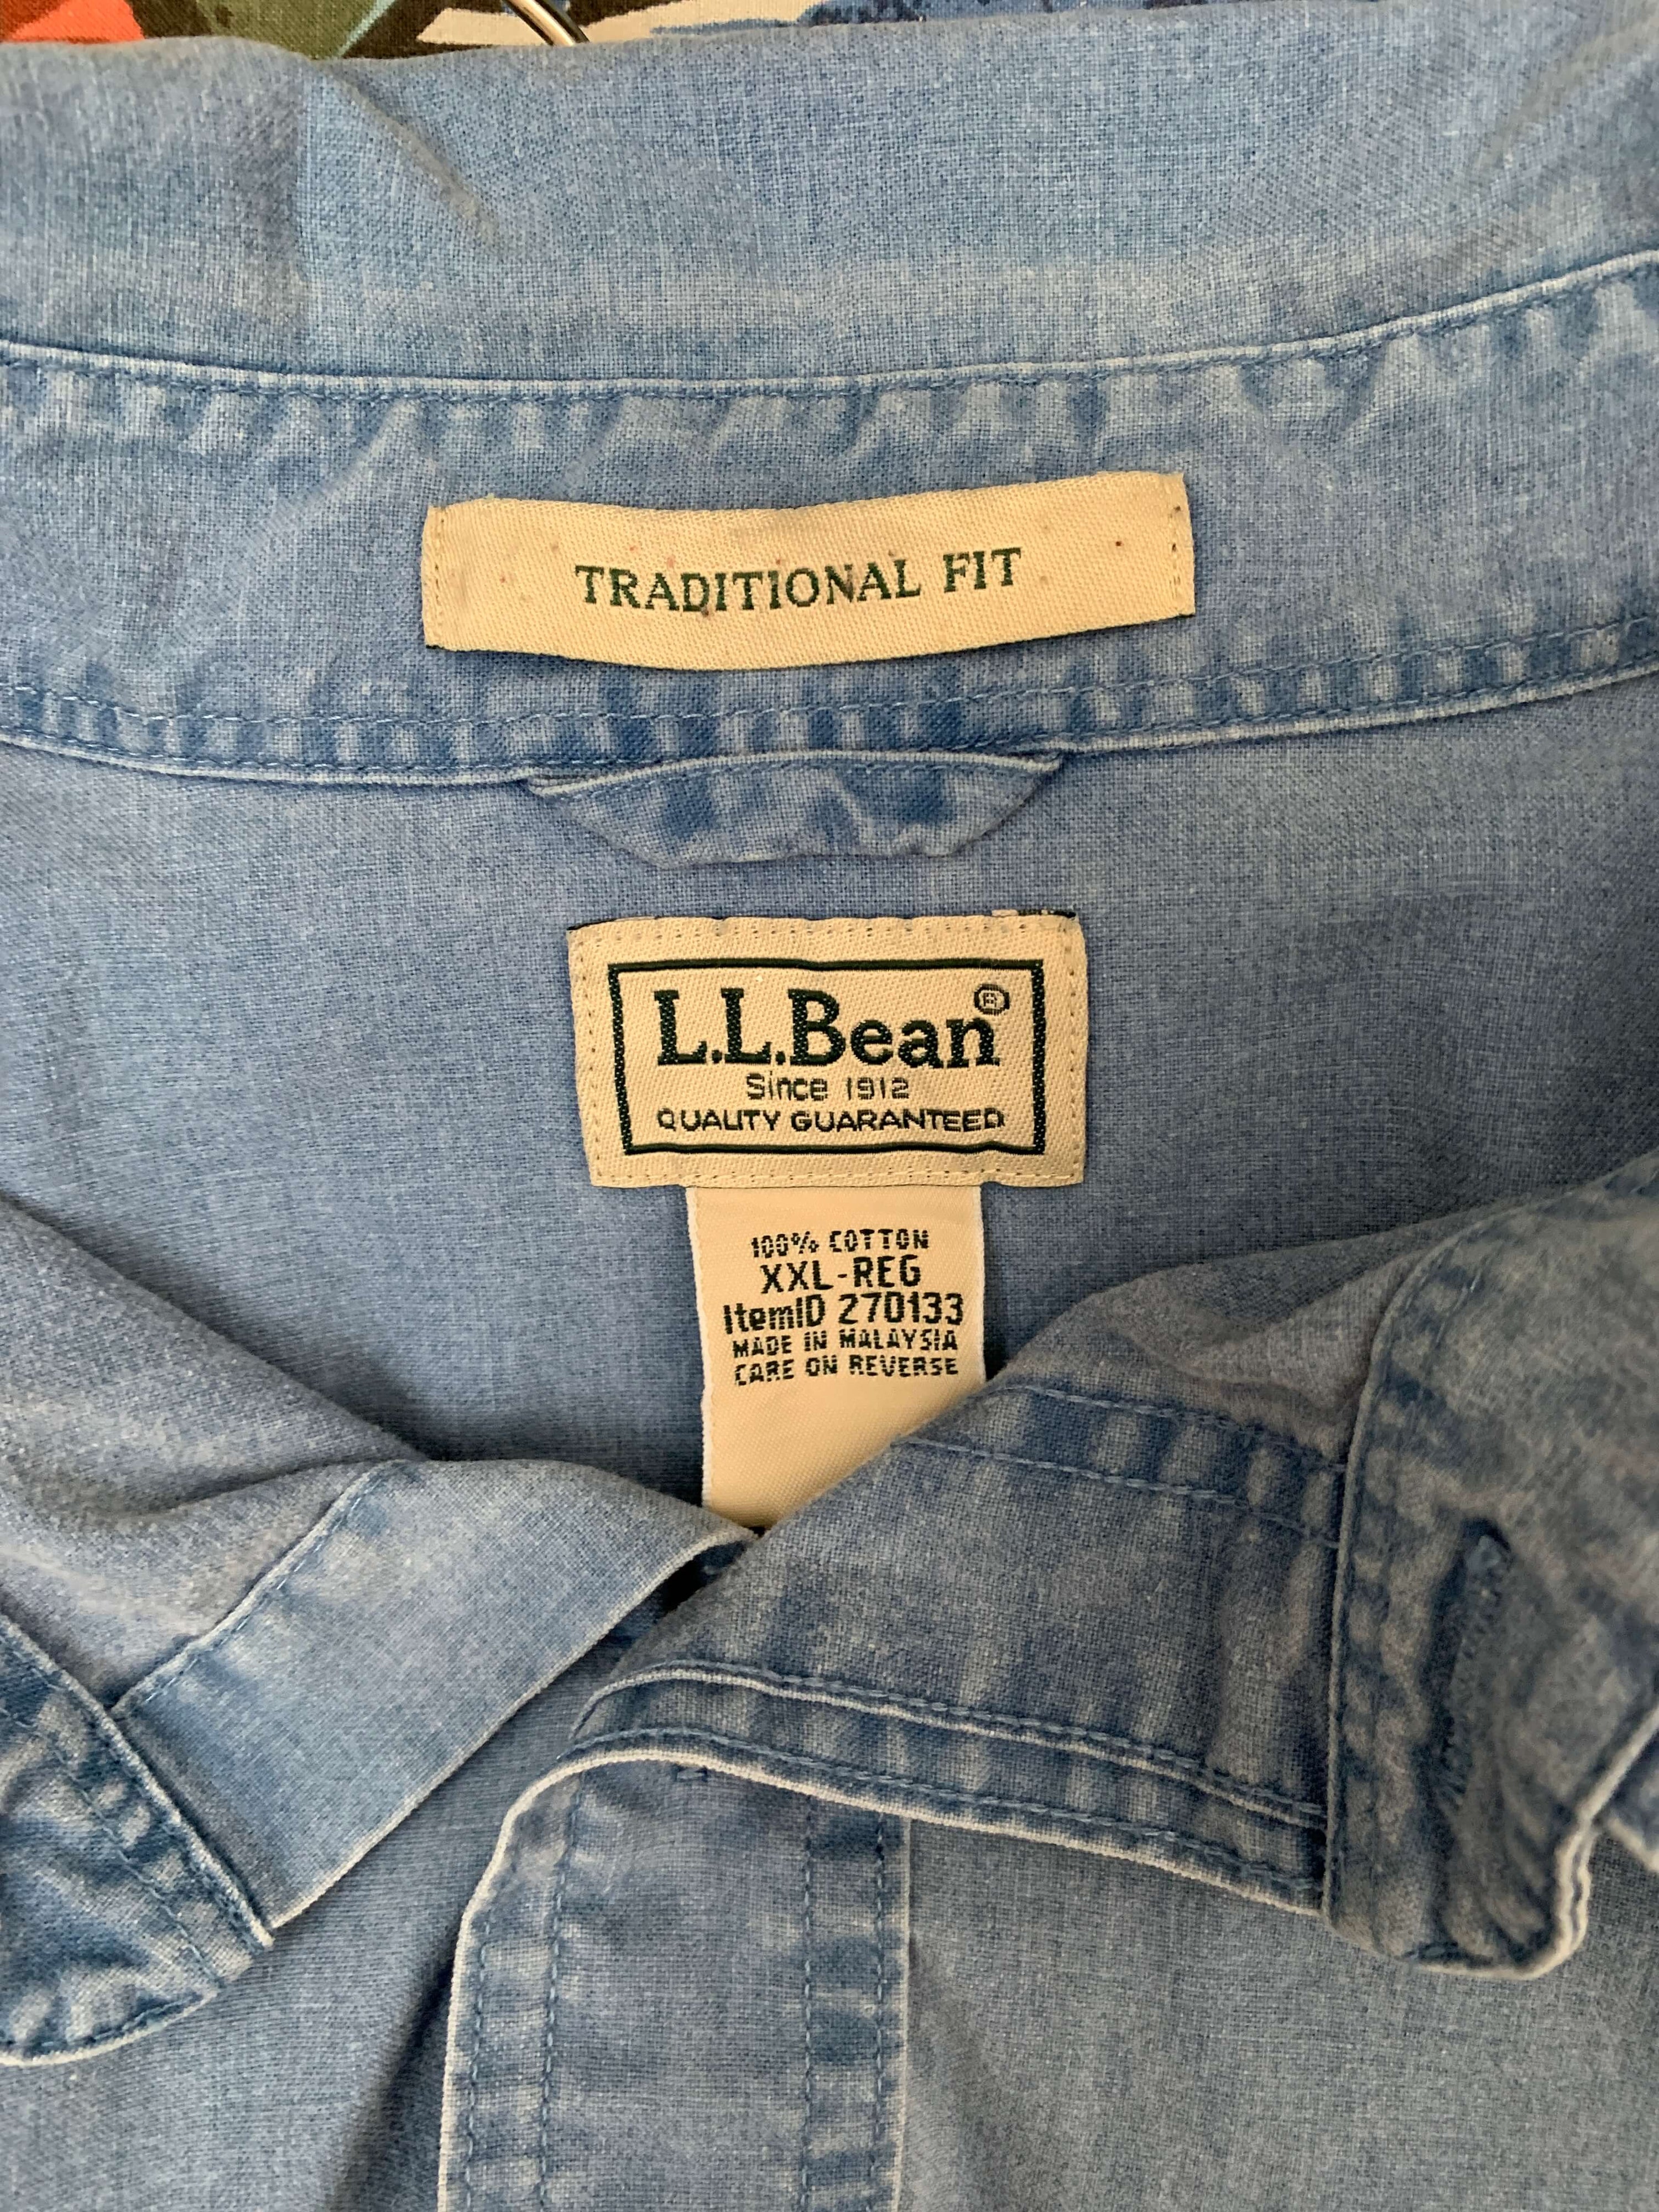 TRADITIONAL FIT
L.L.Bean®
Since 1912
QUALITY GUARANTEED
100% COTTON
XXL-REG
ItemID 270133
MADE IN MALAYSIA
CARE ON REVERSE